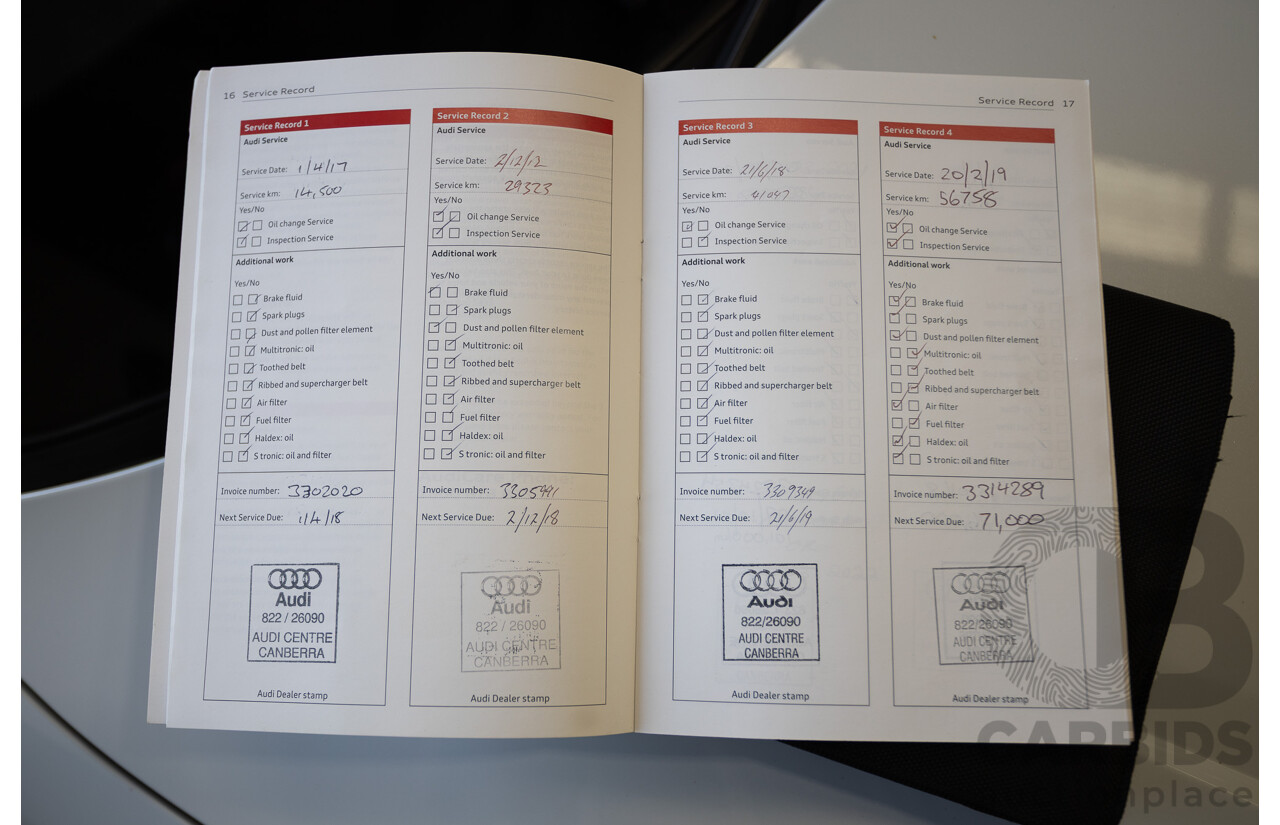 16 Service Record
Service Record 1
Audi Service
Service Date: 1/4/17
Service km: 14,500
Yes/No
Oil change Service
Inspection Service
Additional work
Yes/No
Brake fluid
Spark plugs
Dust and pollen filter element
Multitronic: oil
Toothed belt
Ribbed and supercharger belt
Air filter
Fuel filter
Haldex: oil
S tronic: oil and filter
Invoice number: 3302020
Next Service Due: 1/4/18
Audi
822 / 26090
AUDI CENTRE
CANBERRA
Audi Dealer stamp
Service Record 2
Audi Service
Service Date: 2/12/12
Service km: 29323
Yes/No
Oil change Service
Inspection Service
Additional work
Yes/No
Brake fluid
Spark plugs
Dust and pollen filter element
Multitronic: oil
Toothed belt
Ribbed and supercharger belt
Air filter
Fuel filter
Haldex: oil
S tronic: oil and filter
Invoice number: 3305441
Next Service Due: 2/12/18
Audi
822 / 26090
AUDI CENTRE
CANBERRA
Audi Dealer stamp
Service Record 17
Service Record 3
Audi Service
Service Date: 21/6/18
Service km: 41047
Yes/No
Oil change Service
Inspection Service
Additional work
Yes/No
Brake fluid
Spark plugs
Dust and pollen filter element
Multitronic: oil
Toothed belt
Ribbed and supercharger belt
Air filter
Fuel filter
Haldex: oil
S tronic: oil and filter
Invoice number: 3309349
Next Service Due: 21/6/19
Audi
822/26090
AUDI CENTRE
CANBERRA
Audi Dealer stamp
Service Record 4
Audi Service
Service Date: 20/2/19
Service km: 56758
Yes/No
Oil change Service
Inspection Service
Additional work
Yes/No
Brake fluid
Spark plugs
Dust and pollen filter element
Multitronic: oil
Toothed belt
Ribbed and supercharger belt
Air filter
Fuel filter
Haldex: oil
S tronic: oil and filter
Invoice number: 3314289
Next Service Due: 71,000
Audi
822/26090
AUDI CENTRE
CANBERRA
Audi Dealer stamp
CB
CARBIDS